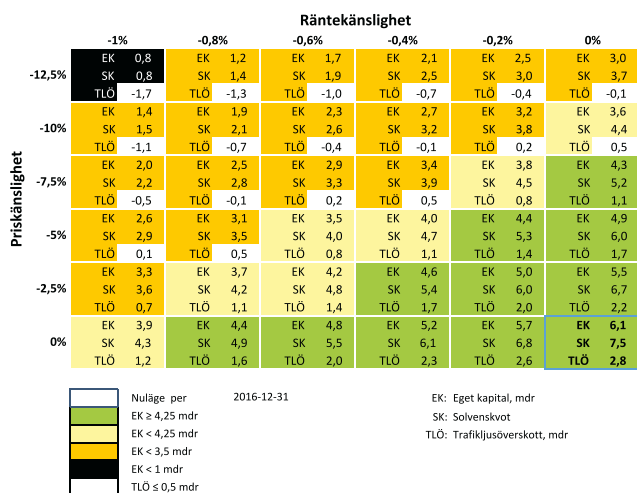 Räntekänslighet
-1% -0,8% -0,6% -0,4% -0,2% 0%
Priskänslighet
-12,5%
EK 0,8 EK 1,2 EK 1,7 EK 2,1 EK 2,5 EK 3,0
SK 0,8 SK 1,4 SK 1,9 SK 2,5 SK 3,0 SK 3,7
TLÖ -1,7 TLÖ -1,3 TLÖ -1,0 TLÖ -0,7 TLÖ -0,4 TLÖ -0,1
-10%
EK 1,4 EK 1,9 EK 2,3 EK 2,7 EK 3,2 EK 3,6
SK 1,5 SK 2,1 SK 2,6 SK 3,2 SK 3,8 SK 4,4
TLÖ -1,1 TLÖ -0,7 TLÖ -0,4 TLÖ -0,1 TLÖ 0,2 TLÖ 0,5
-7,5%
EK 2,0 EK 2,5 EK 2,9 EK 3,4 EK 3,8 EK 4,3
SK 2,2 SK 2,8 SK 3,3 SK 3,9 SK 4,5 SK 5,2
TLÖ -0,5 TLÖ -0,1 TLÖ 0,2 TLÖ 0,5 TLÖ 0,8 TLÖ 1,1
-5%
EK 2,6 EK 3,1 EK 3,5 EK 4,0 EK 4,4 EK 4,9
SK 2,9 SK 3,5 SK 4,0 SK 4,7 SK 5,3 SK 6,0
TLÖ 0,1 TLÖ 0,5 TLÖ 0,8 TLÖ 1,1 TLÖ 1,4 TLÖ 1,7
-2,5%
EK 3,3 EK 3,7 EK 4,2 EK 4,6 EK 5,0 EK 5,5
SK 3,6 SK 4,2 SK 4,8 SK 5,4 SK 6,0 SK 6,7
TLÖ 0,7 TLÖ 1,1 TLÖ 1,4 TLÖ 1,7 TLÖ 2,0 TLÖ 2,2
0%
EK 3,9 EK 4,4 EK 4,8 EK 5,2 EK 5,7 EK 6,1
SK 4,3 SK 4,9 SK 5,5 SK 6,1 SK 6,8 SK 7,5
TLÖ 1,2 TLÖ 1,6 TLÖ 2,0 TLÖ 2,3 TLÖ 2,6 TLÖ 2,8
Nuläge per 2016-12-31
EK ≥ 4,25 mdr
EK < 4,25 mdr
EK < 3,5 mdr
EK < 1 mdr
TLÖ ≤ 0,5 mdr
EK: Eget kapital, mdr
SK: Solvenskvot
TLÖ: Trafikljusöverskott, mdr